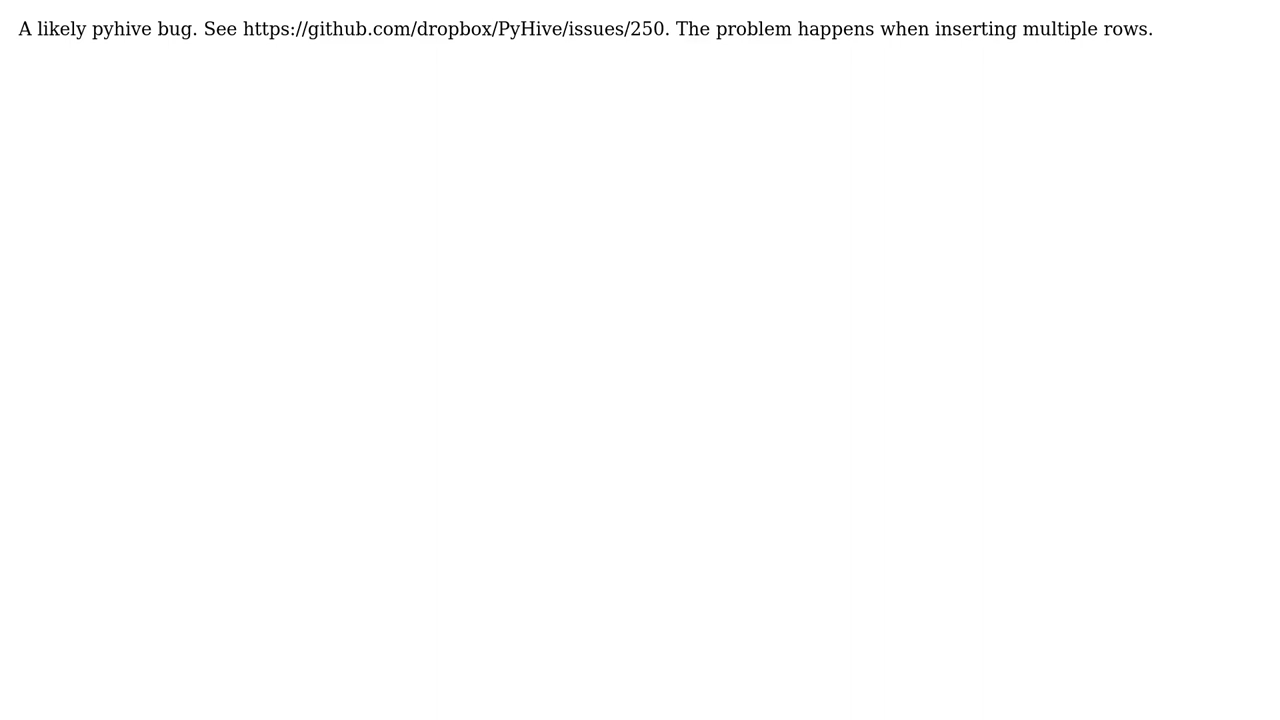 A likely pyhive bug. See https://github.com/dropbox/PyHive/issues/250. The problem happens when inserting multiple rows.